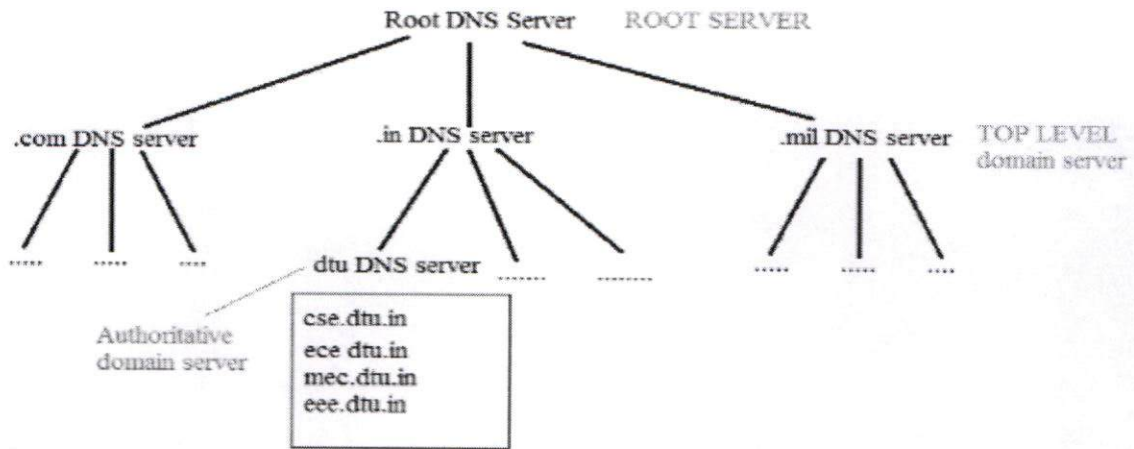 Root DNS Server ROOT SERVER
.com DNS server .in DNS server .mil DNS server TOP LEVEL
domain server
..... ..... .... dtu DNS server ....... ........ ..... ..... ....
Authoritative
domain server
cse.dtu.in
ece dtu.in
mec.dtu.in
eee.dtu.in